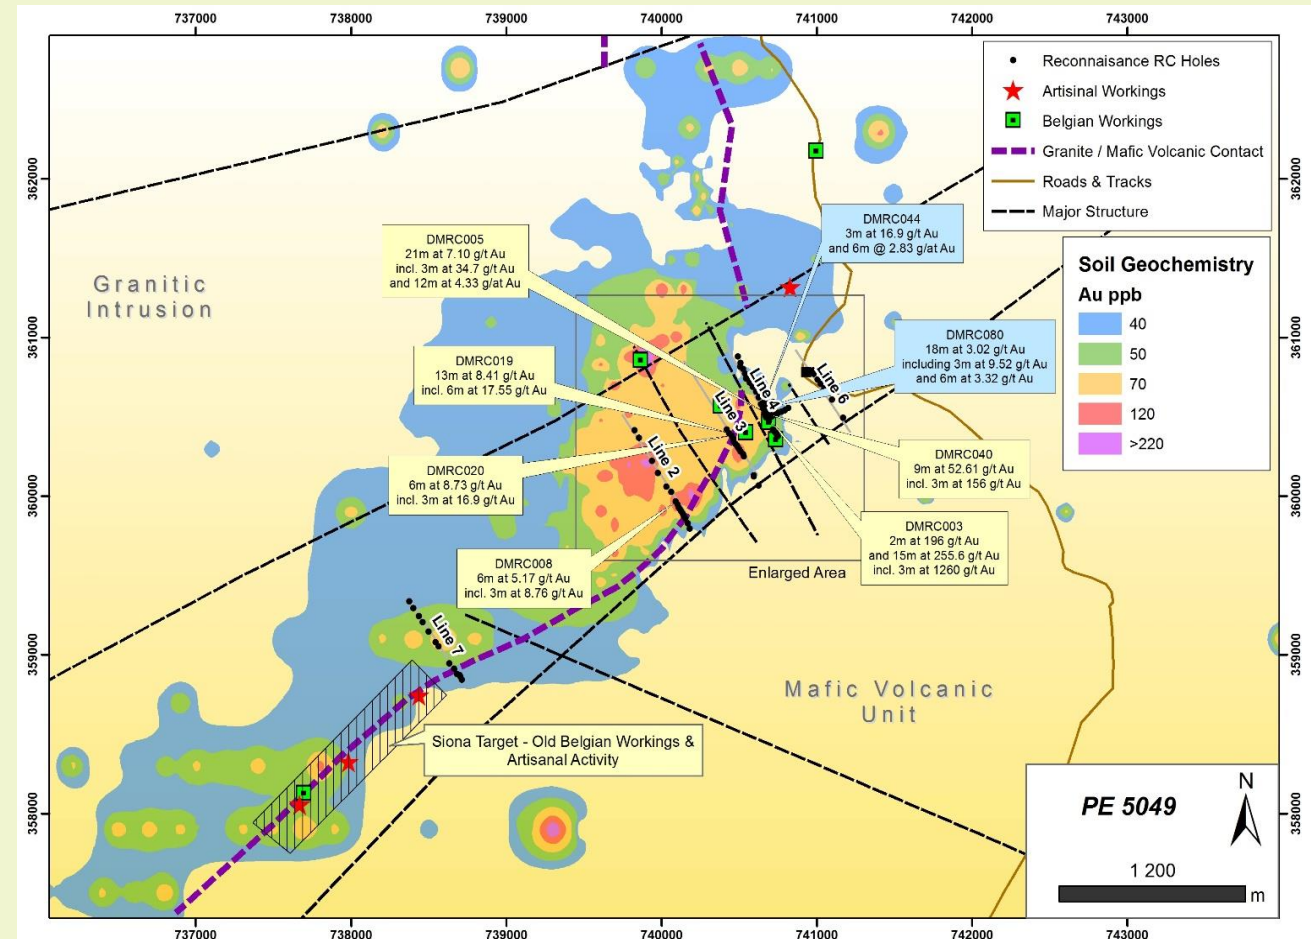 737000
738000
739000
740000
741000
742000
743000
362000
361000
360000
359000
358000
362000
361000
360000
359000
358000
Reconnaisance RC Holes
Artisinal Workings
Belgian Workings
Granite / Mafic Volcanic Contact
Roads & Tracks
Major Structure
Soil Geochemistry
Au ppb
40
50
70
120
>220
Granitic
Intrusion
DMRC005
21m at 7.10 g/t Au
incl. 3m at 34.7 g/t Au
and 12m at 4.33 g/at Au
DMRC044
3m at 16.9 g/t Au
and 6m @ 2.83 g/at Au
DMRC080
18m at 3.02 g/t Au
including 3m at 9.52 g/t Au
and 6m at 3.32 g/t Au
DMRC019
13m at 8.41 g/t Au
incl. 6m at 17.55 g/t Au
Line 4
Line 6
Line 3
Line 2
DMRC020
6m at 8.73 g/t Au
incl. 3m at 16.9 g/t Au
DMRC040
9m at 52.61 g/t Au
incl. 3m at 156 g/t Au
DMRC003
2m at 196 g/t Au
and 15m at 255.6 g/t Au
incl. 3m at 1260 g/t Au
DMRC008
6m at 5.17 g/t Au
incl. 3m at 8.76 g/t Au
Enlarged Area
Line 7
Mafic Volcanic
Unit
Siona Target - Old Belgian Workings &
Artisanal Activity
PE 5049
N
1 200
m
737000
738000
739000
740000
741000
742000
743000